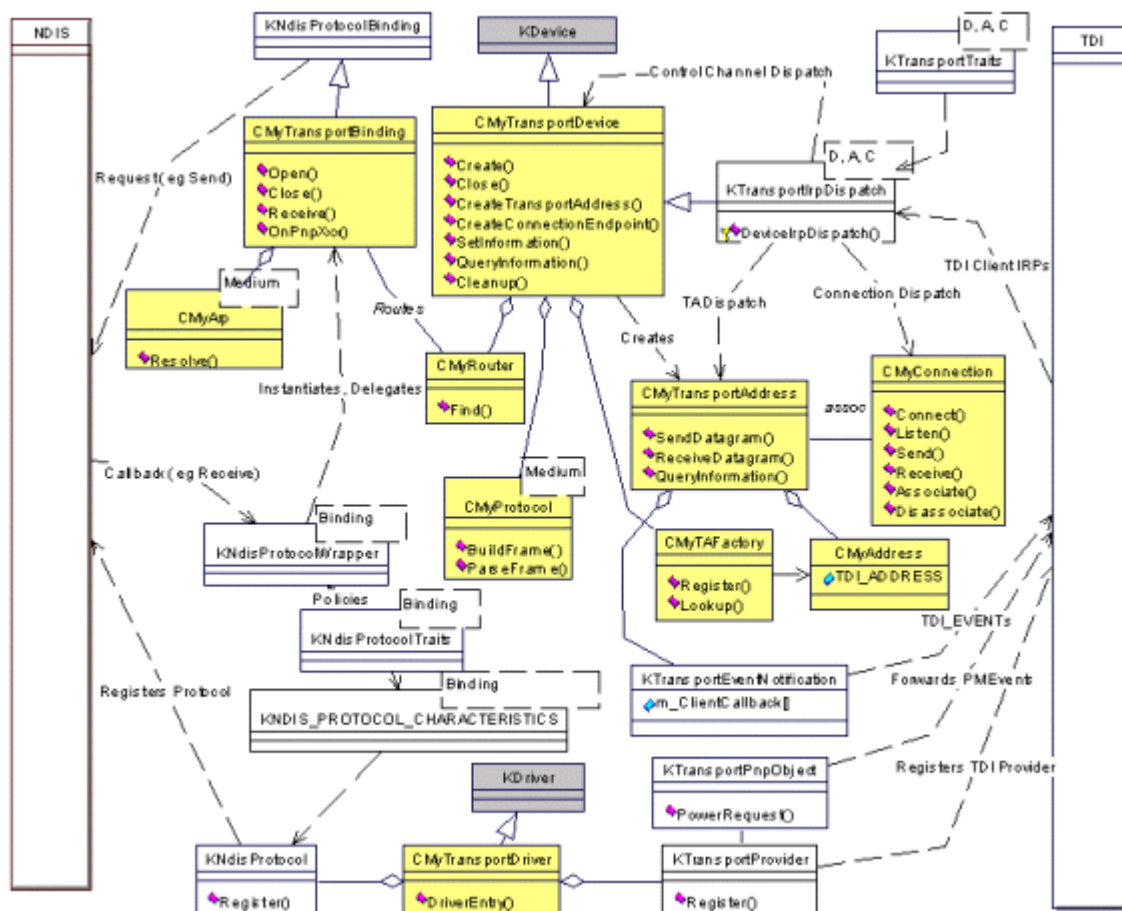 NDIS
KNdisProtocolBinding
KDevice
D, A, C
KTransportTraits
TDI
ControlChannel Dispatch
CMyTransportBinding
Open()
Close()
Receive()
OnPnpXxx()
CMyTransportDevice
Create()
Close()
CreateTransportAddress()
CreateConnectionEndpoint()
SetInformation()
QueryInformation()
Cleanup()
D, A, C
KTransportIrpDispatch
DeviceIrpDispatch()
Request(eg Send)
TDI Client IRPs
Medium
CMyArp
Resolve()
Routes
TADispatch
Connection Dispatch
Creates
CMyRouter
Find()
Instantiates, Delegates
CMyTransportAddress
SendDatagram()
ReceiveDatagram()
QueryInformation()
assoc
CMyConnection
Connect()
Listen()
Send()
Receive()
Associate()
Disassociate()
Callback(eg Receive)
Medium
CMyProtocol
BuildFrame()
ParseFrame()
Binding
KNdisProtocolWrapper
CMyTAFactory
Register()
Lookup()
CMyAddress
TDI_ADDRESS
Policies
Binding
KNdisProtocolTraits
TDI_EVENTs
Binding
KNDIS_PROTOCOL_CHARACTERISTICS
KTransportEventNotification
m_ClientCallback[]
Forwards PMEvents
Registers Protocol
KDriver
KTransportPnpObject
PowerRequest()
Registers TDI Provider
KNdisProtocol
Register()
CMyTransportDriver
DriverEntry()
KTransportProvider
Register()